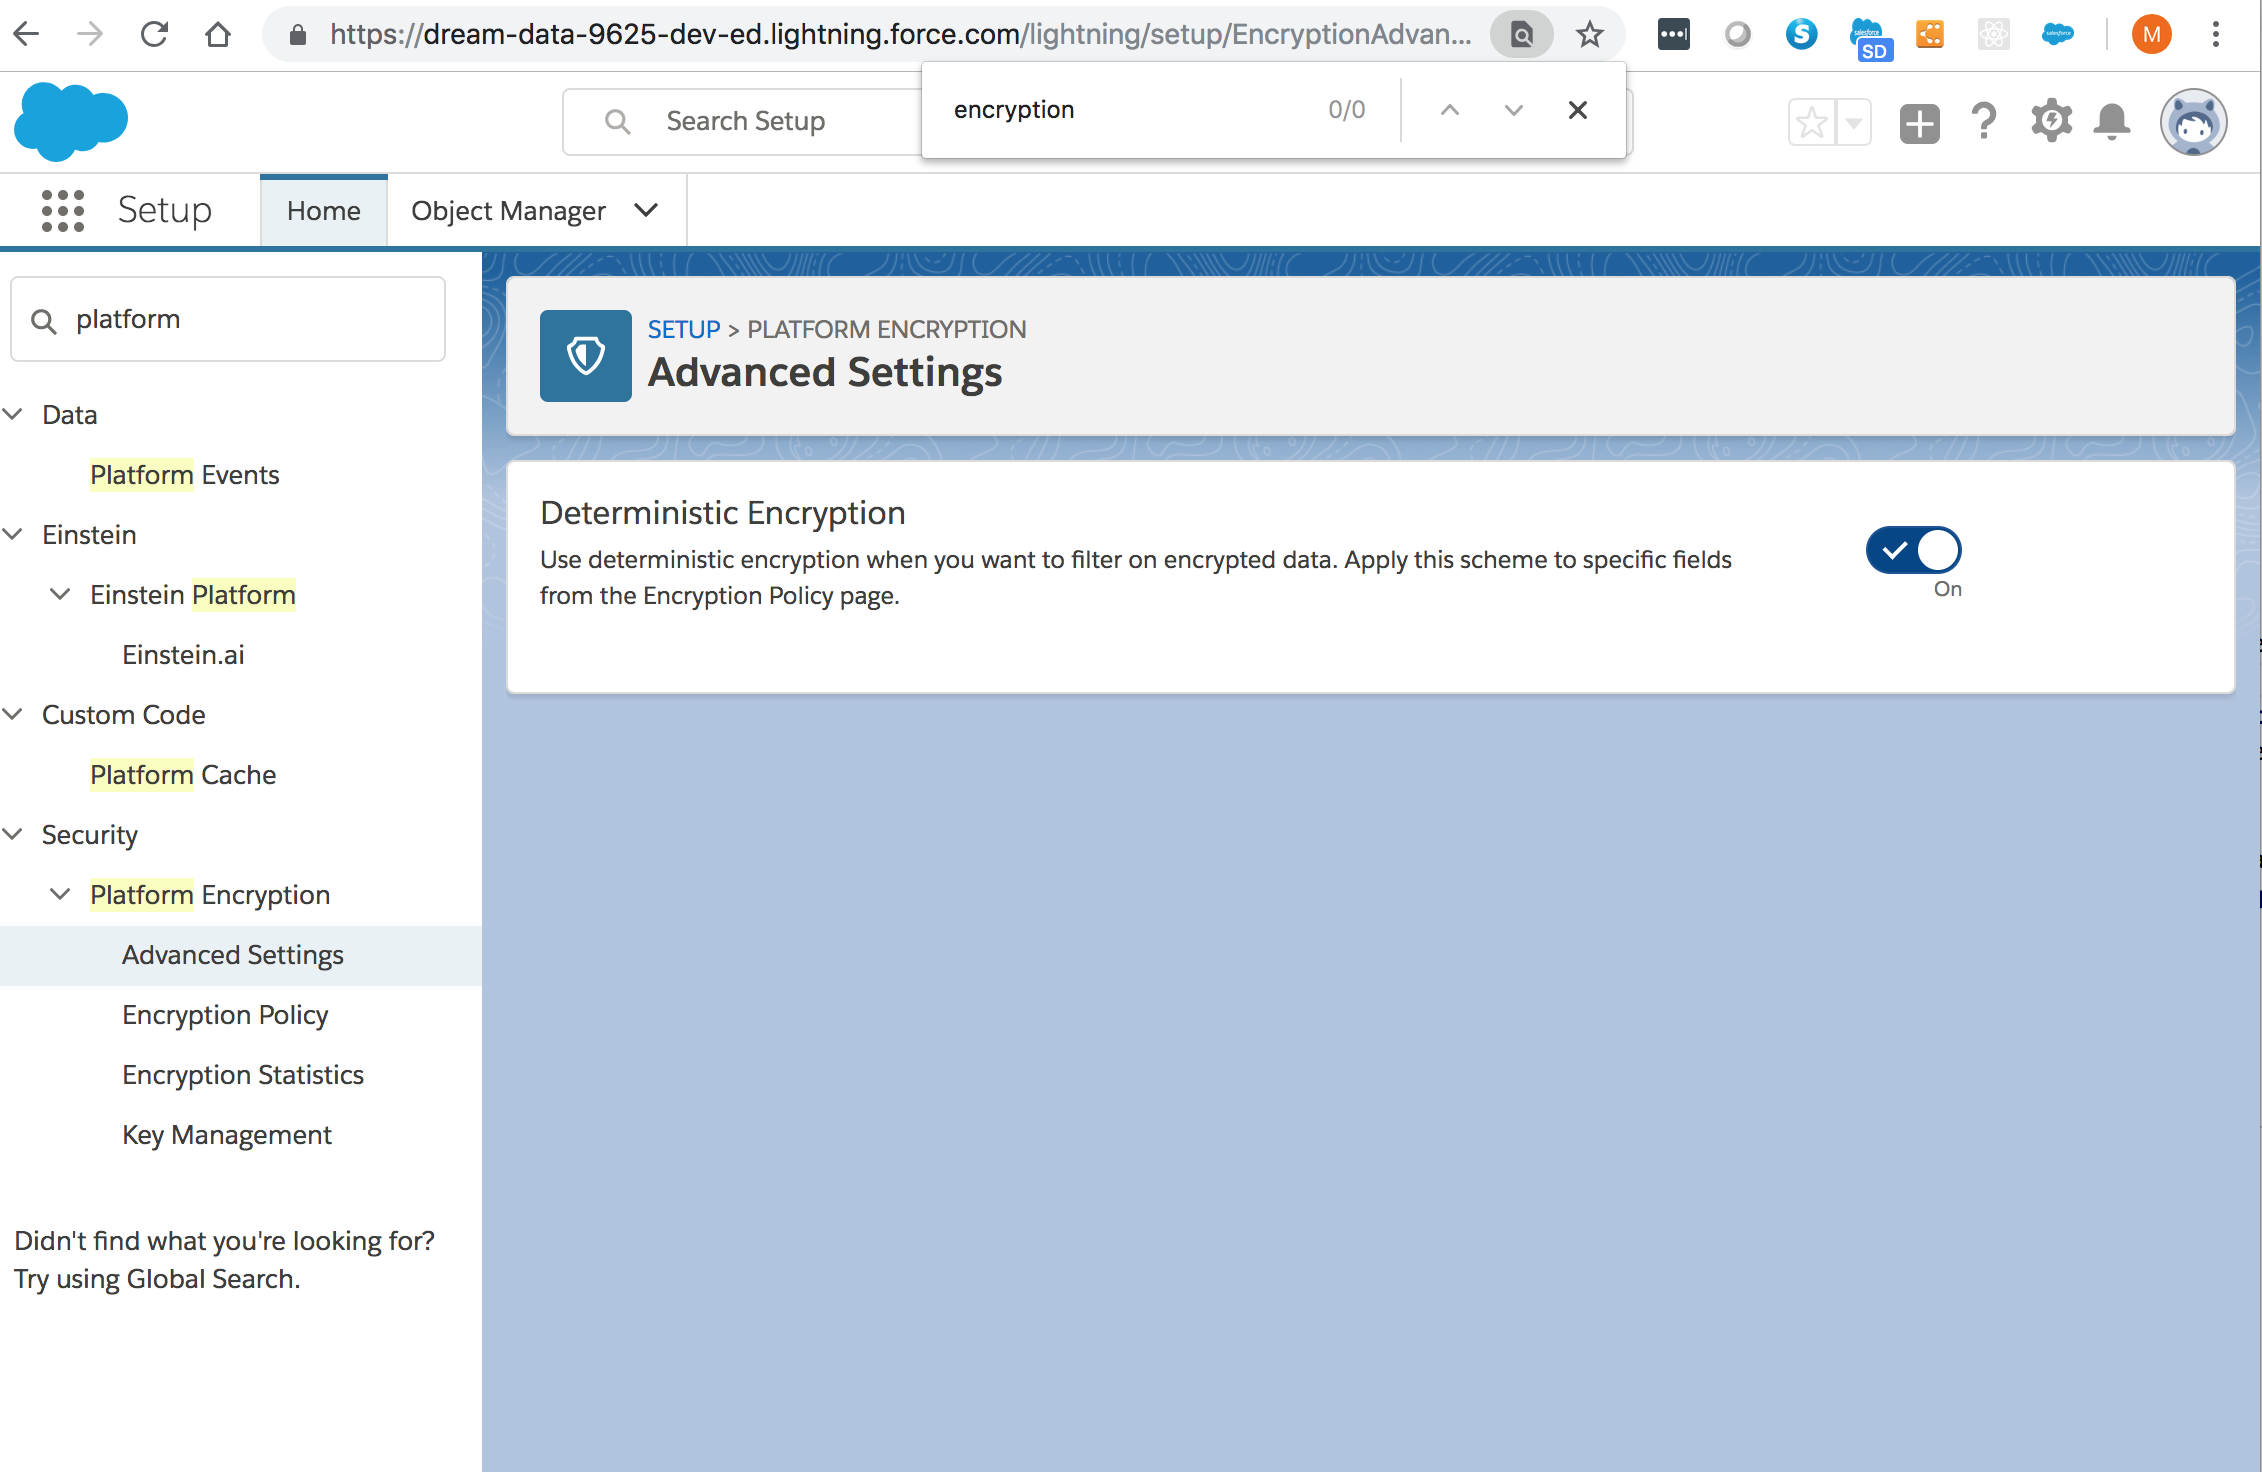 https://dream-data-9625-dev-ed.lightning.force.com/lightning/setup/EncryptionAdvan...
salesforce
SD
salesforce
M
Search Setup
encryption
0/0
Setup
Home
Object Manager
platform
SETUP > PLATFORM ENCRYPTION
Advanced Settings
Data
Platform Events
Einstein
Einstein Platform
Einstein.ai
Custom Code
Platform Cache
Security
Platform Encryption
Advanced Settings
Encryption Policy
Encryption Statistics
Key Management
Didn't find what you're looking for?
Try using Global Search.
Deterministic Encryption
Use deterministic encryption when you want to filter on encrypted data. Apply this scheme to specific fields
from the Encryption Policy page.
On